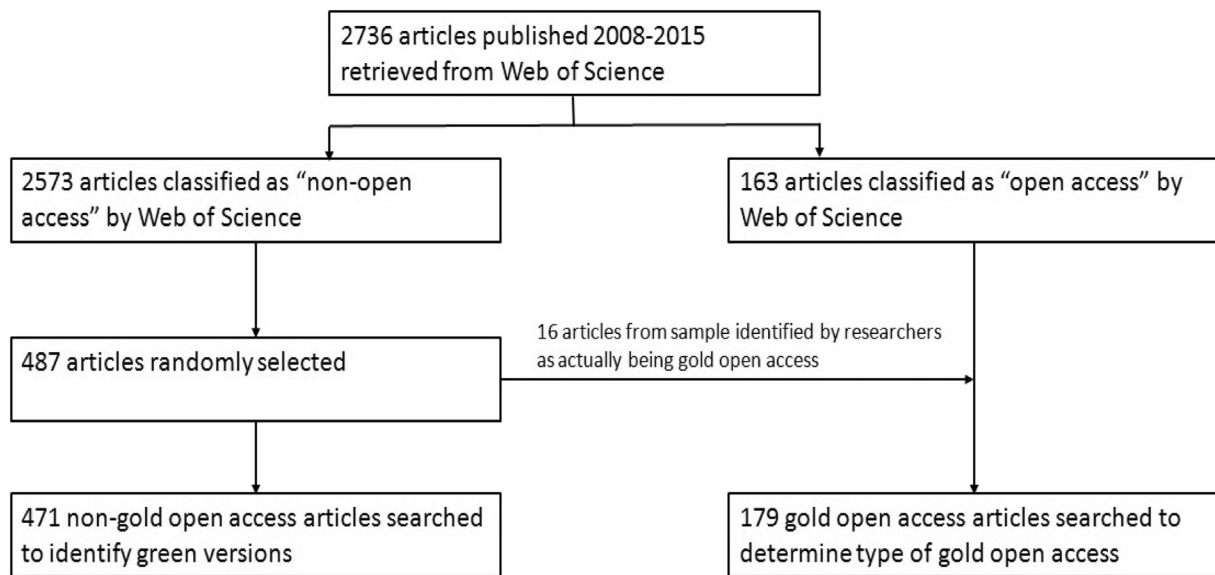 2736 articles published 2008-2015
retrieved from Web of Science
2573 articles classified as “non-open
access” by Web of Science
163 articles classified as “open access” by
Web of Science
487 articles randomly selected
16 articles from sample identified by researchers
as actually being gold open access
471 non-gold open access articles searched
to identify green versions
179 gold open access articles searched to
determine type of gold open access